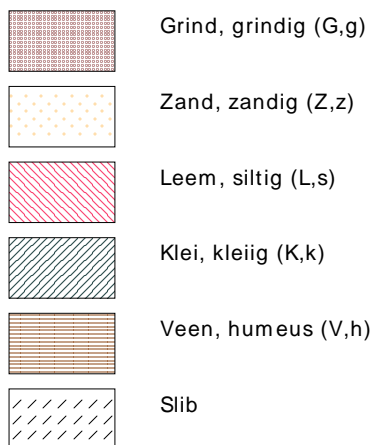 Grind, grindig (G,g)
Zand, zandig (Z,z)
Leem, siltig (L,s)
Klei, kleiig (K,k)
Veen, humeus (V,h)
Slib